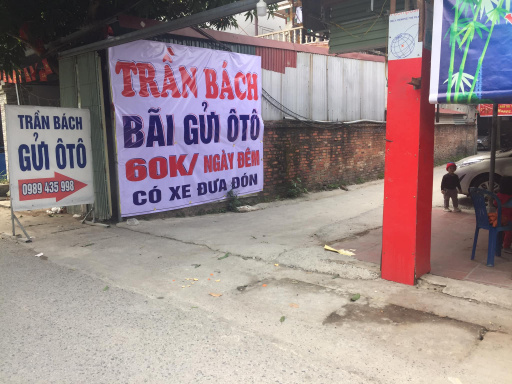 TRẦN BÁCH
GỬI ÔTÔ
0989 435 998
TRẦN BÁCH
BÃI GỬI ÔTÔ
60K/ NGÀY ĐÊM
CÓ XE ĐƯA ĐÓN